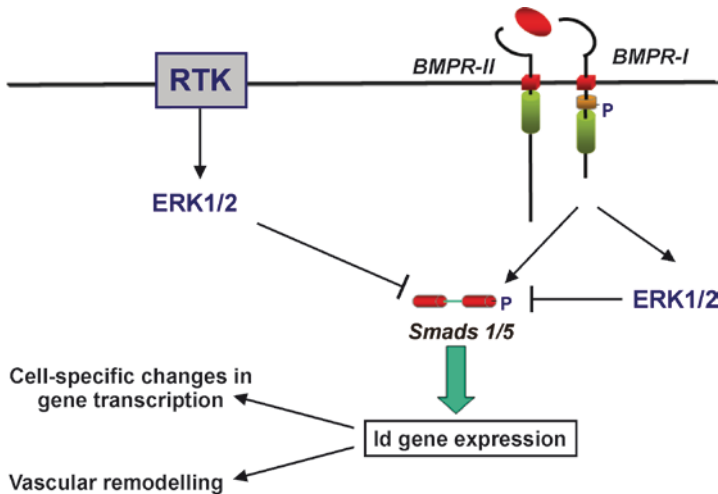 BMPR-II
BMPR-I
RTK
P
ERK1/2
ERK1/2
P
Smads 1/5
Cell-specific changes in
gene transcription
Id gene expression
Vascular remodelling